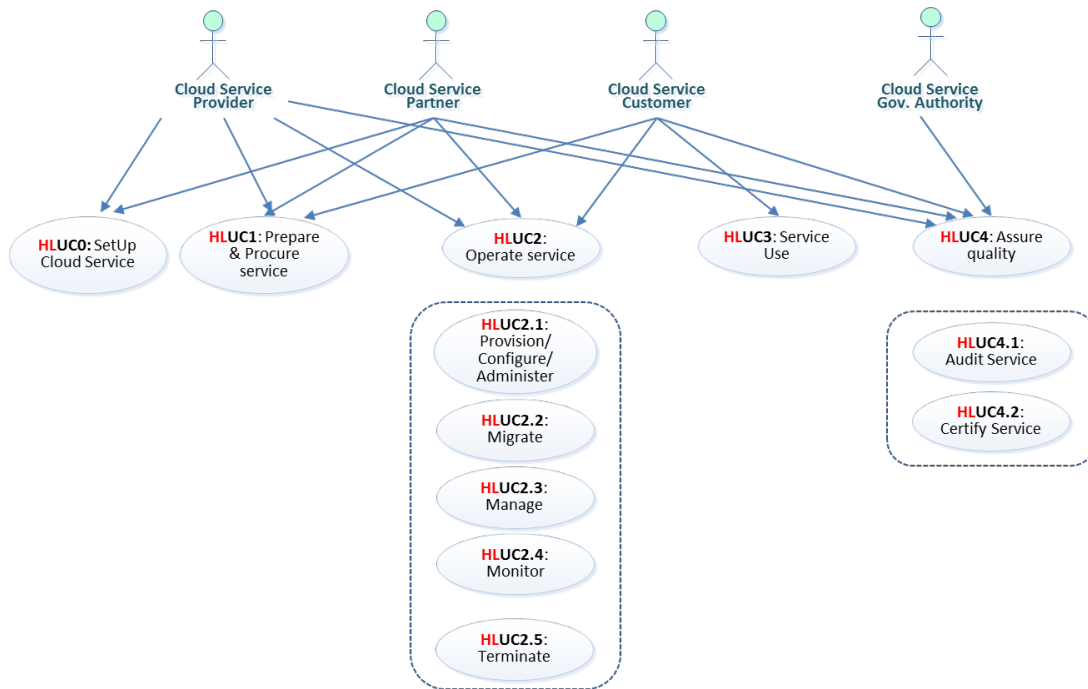 Cloud Service
Provider
Cloud Service
Partner
Cloud Service
Customer
Cloud Service
Gov. Authority
HLUC0: SetUp
Cloud Service
HLUC1: Prepare
& Procure
service
HLUC2:
Operate service
HLUC3: Service
Use
HLUC4: Assure
quality
HLUC2.1:
Provision/
Configure/
Administer
HLUC2.2:
Migrate
HLUC2.3:
Manage
HLUC2.4:
Monitor
HLUC2.5:
Terminate
HLUC4.1:
Audit Service
HLUC4.2:
Certify Service